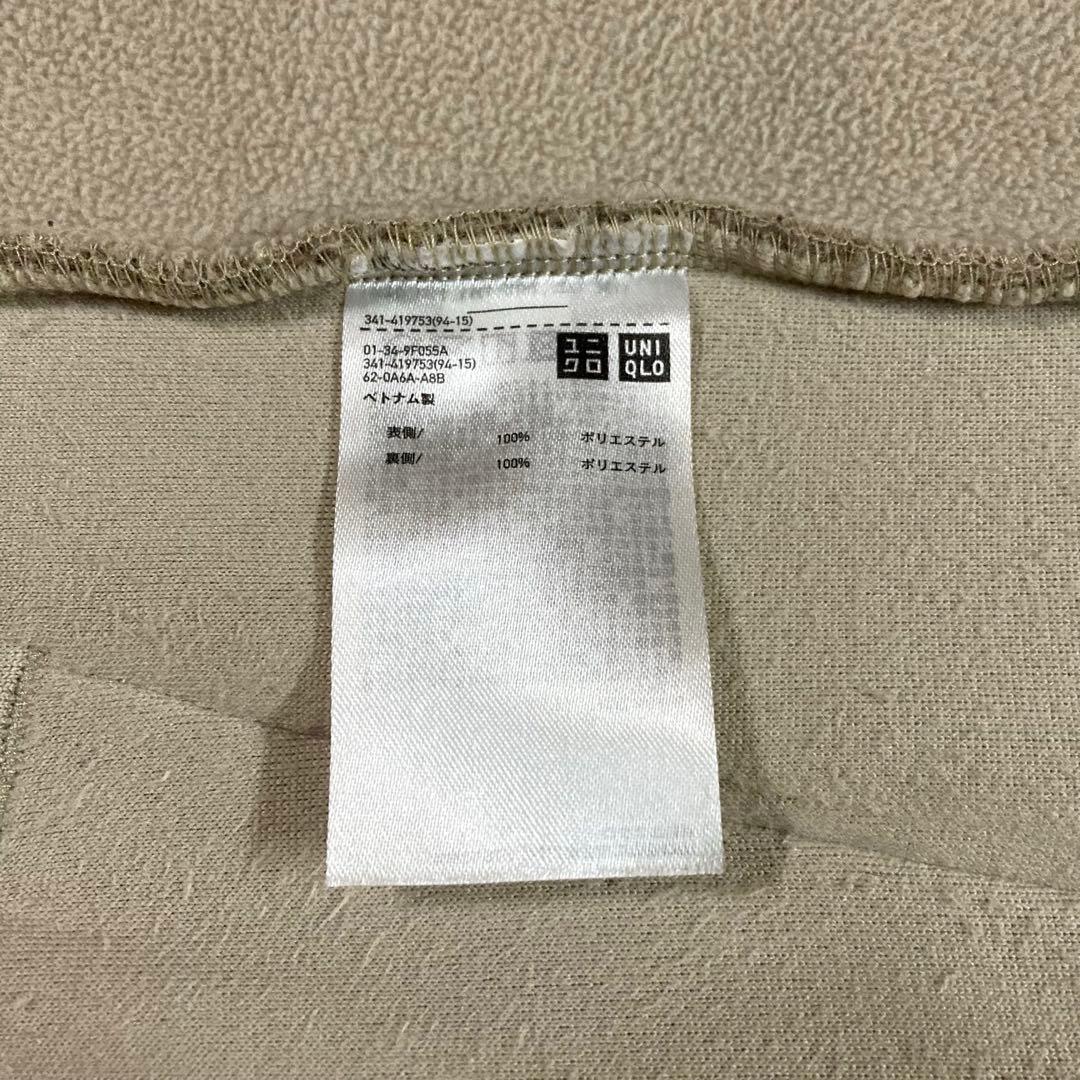 341-419753(94-15)
01-34-9F055A
341-419753(94-15)
62-0A6A-A8B
ユニクロ
UNIQLO
ベトナム製
表側/ 100% ポリエステル
裏側/ 100% ポリエステル